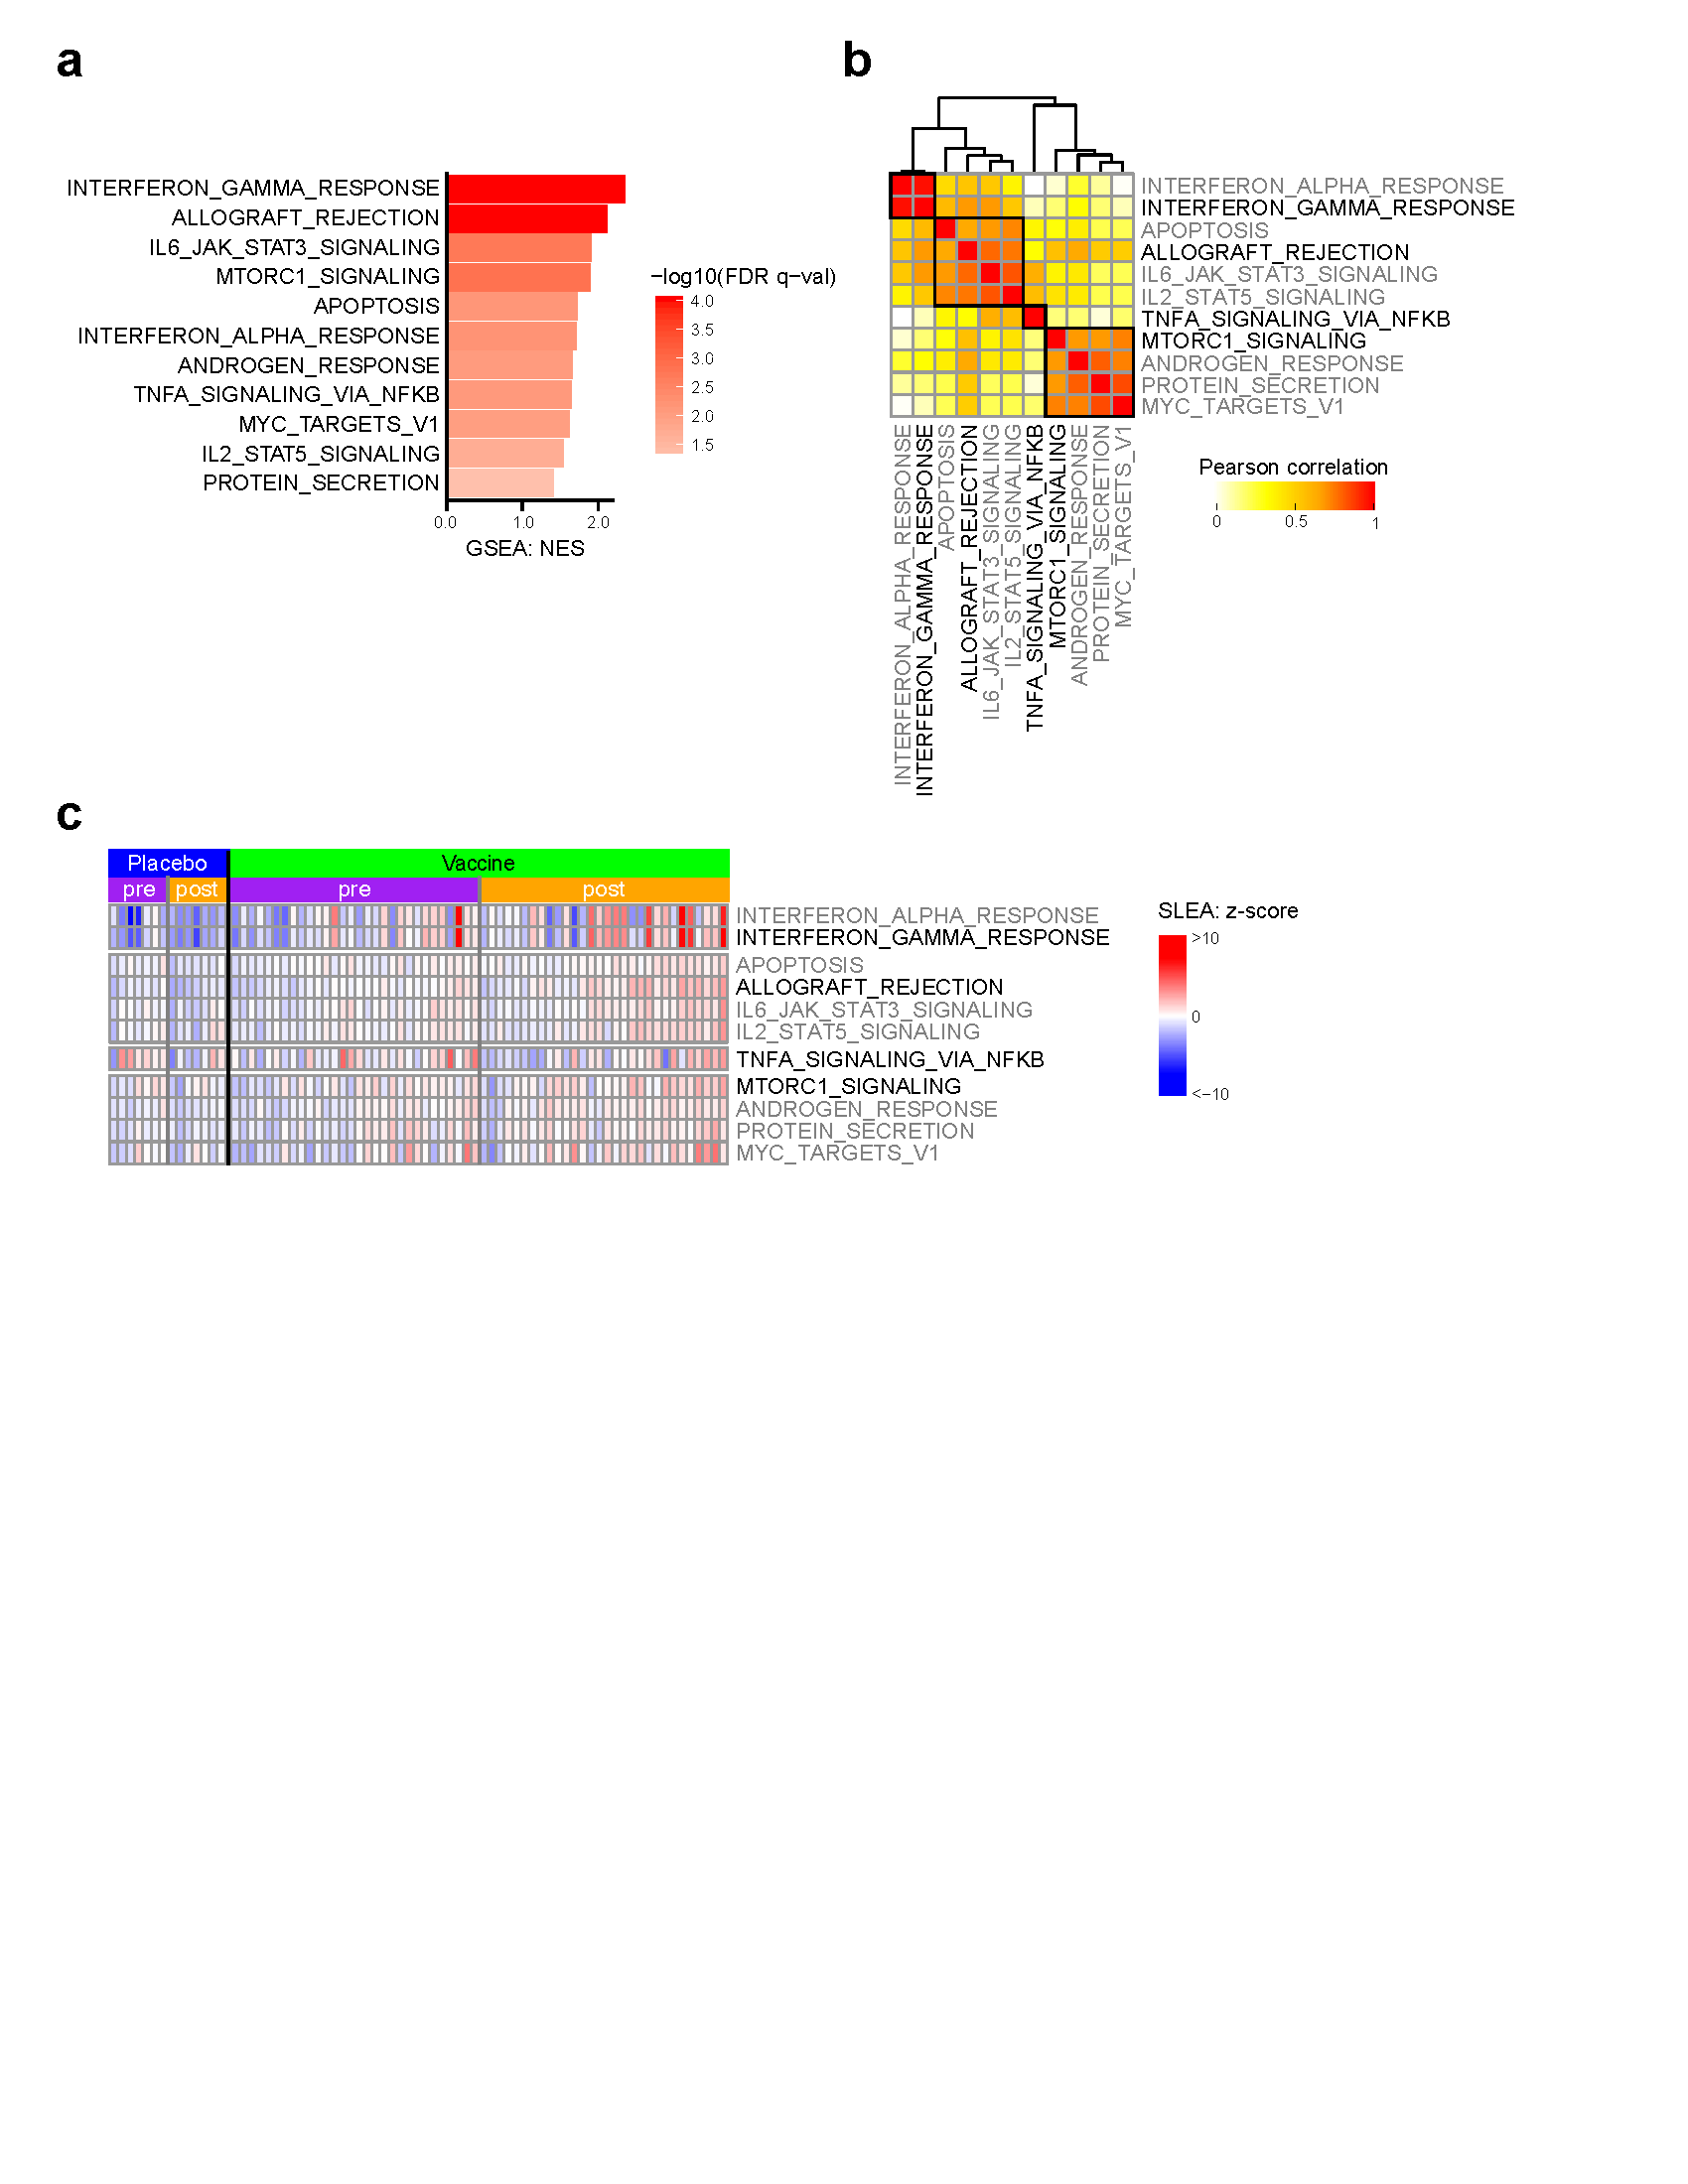 a
INTERFERON_GAMMA_RESPONSE
ALLOGRAFT_REJECTION
IL6_JAK_STAT3_SIGNALING
MTORC1_SIGNALING
APOPTOSIS
INTERFERON_ALPHA_RESPONSE
ANDROGEN_RESPONSE
TNFA_SIGNALING_VIA_NFKB
MYC_TARGETS_V1
IL2_STAT5_SIGNALING
PROTEIN_SECRETION
0.0 1.0 2.0
GSEA: NES
−log10(FDR q−val)
4.0
3.5
3.0
2.5
2.0
1.5
b
INTERFERON_ALPHA_RESPONSE
INTERFERON_GAMMA_RESPONSE
APOPTOSIS
ALLOGRAFT_REJECTION
IL6_JAK_STAT3_SIGNALING
IL2_STAT5_SIGNALING
TNFA_SIGNALING_VIA_NFKB
MTORC1_SIGNALING
ANDROGEN_RESPONSE
PROTEIN_SECRETION
MYC_TARGETS_V1
INTERFERON_ALPHA_RESPONSE
INTERFERON_GAMMA_RESPONSE
APOPTOSIS
ALLOGRAFT_REJECTION
IL6_JAK_STAT3_SIGNALING
IL2_STAT5_SIGNALING
TNFA_SIGNALING_VIA_NFKB
MTORC1_SIGNALING
ANDROGEN_RESPONSE
PROTEIN_SECRETION
MYC_TARGETS_V1
Pearson correlation
0 0.5 1
c
Placebo Vaccine
pre post pre post
INTERFERON_ALPHA_RESPONSE
INTERFERON_GAMMA_RESPONSE
APOPTOSIS
ALLOGRAFT_REJECTION
IL6_JAK_STAT3_SIGNALING
IL2_STAT5_SIGNALING
TNFA_SIGNALING_VIA_NFKB
MTORC1_SIGNALING
ANDROGEN_RESPONSE
PROTEIN_SECRETION
MYC_TARGETS_V1
SLEA: z-score
>10
0
<−10